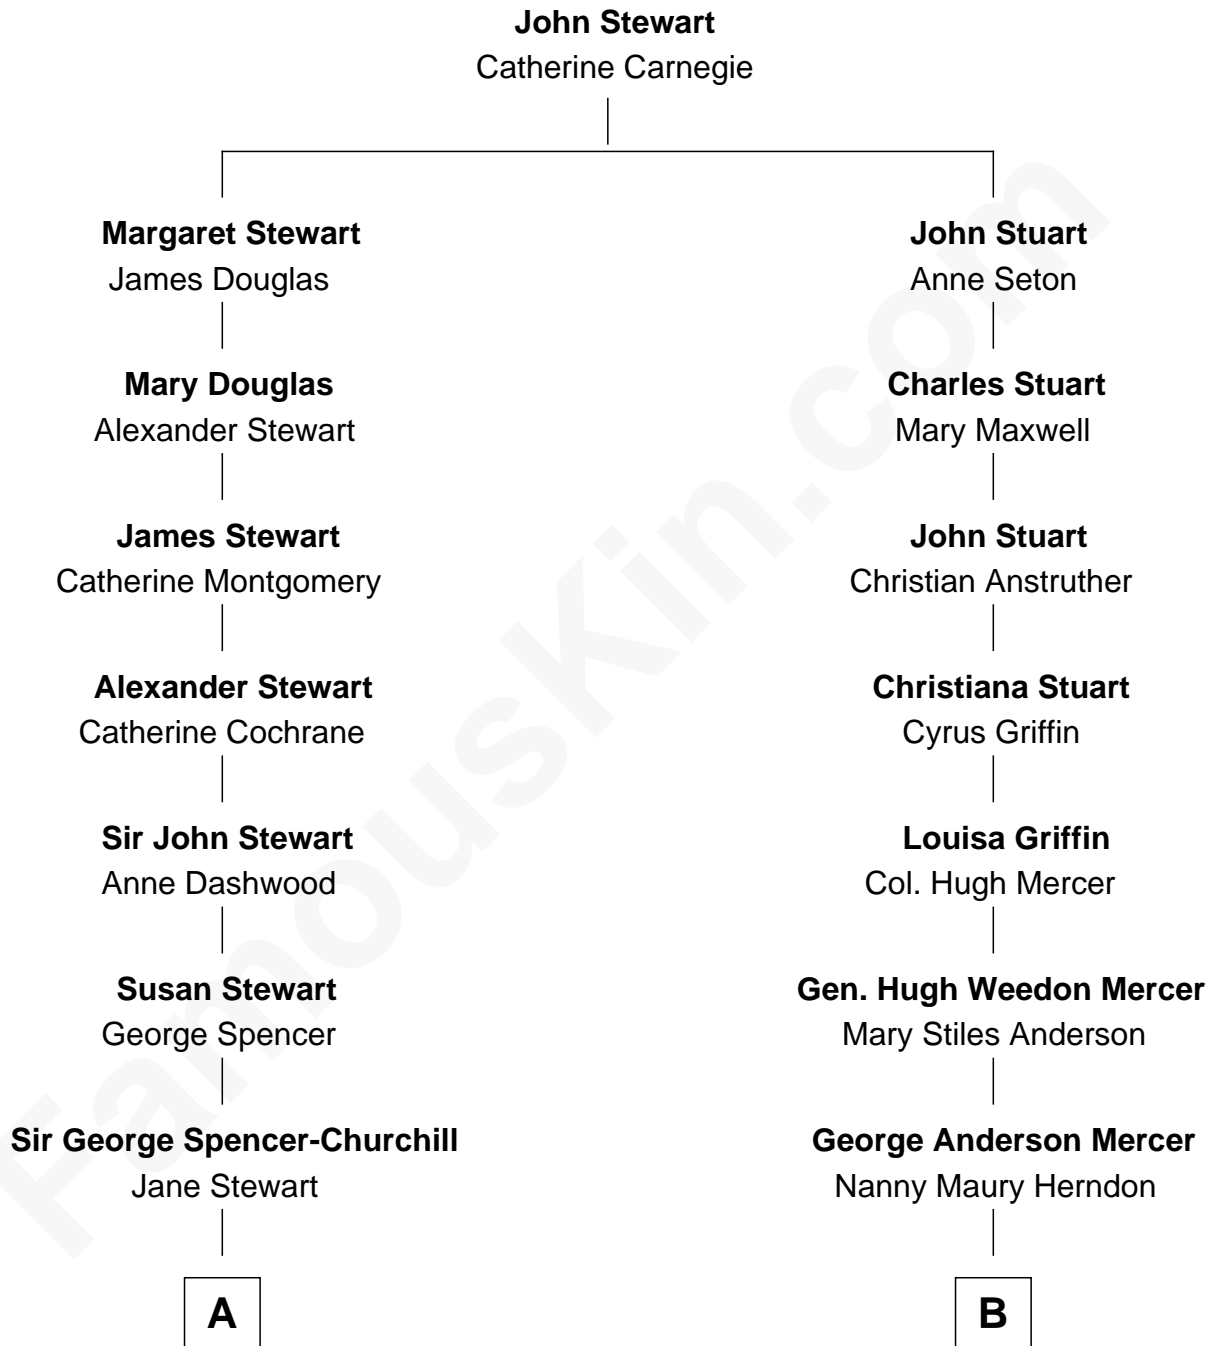 John Stewart
Catherine Carnegie
Margaret Stewart
James Douglas
John Stuart
Anne Seton
Mary Douglas
Alexander Stewart
Charles Stuart
Mary Maxwell
James Stewart
Catherine Montgomery
John Stuart
Christian Anstruther
Alexander Stewart
Catherine Cochrane
Christiana Stuart
Cyrus Griffin
Sir John Stewart
Anne Dashwood
Louisa Griffin
Col. Hugh Mercer
Susan Stewart
George Spencer
Gen. Hugh Weedon Mercer
Mary Stiles Anderson
Sir George Spencer-Churchill
Jane Stewart
George Anderson Mercer
Nanny Maury Herndon
A
B
FamousKin.com